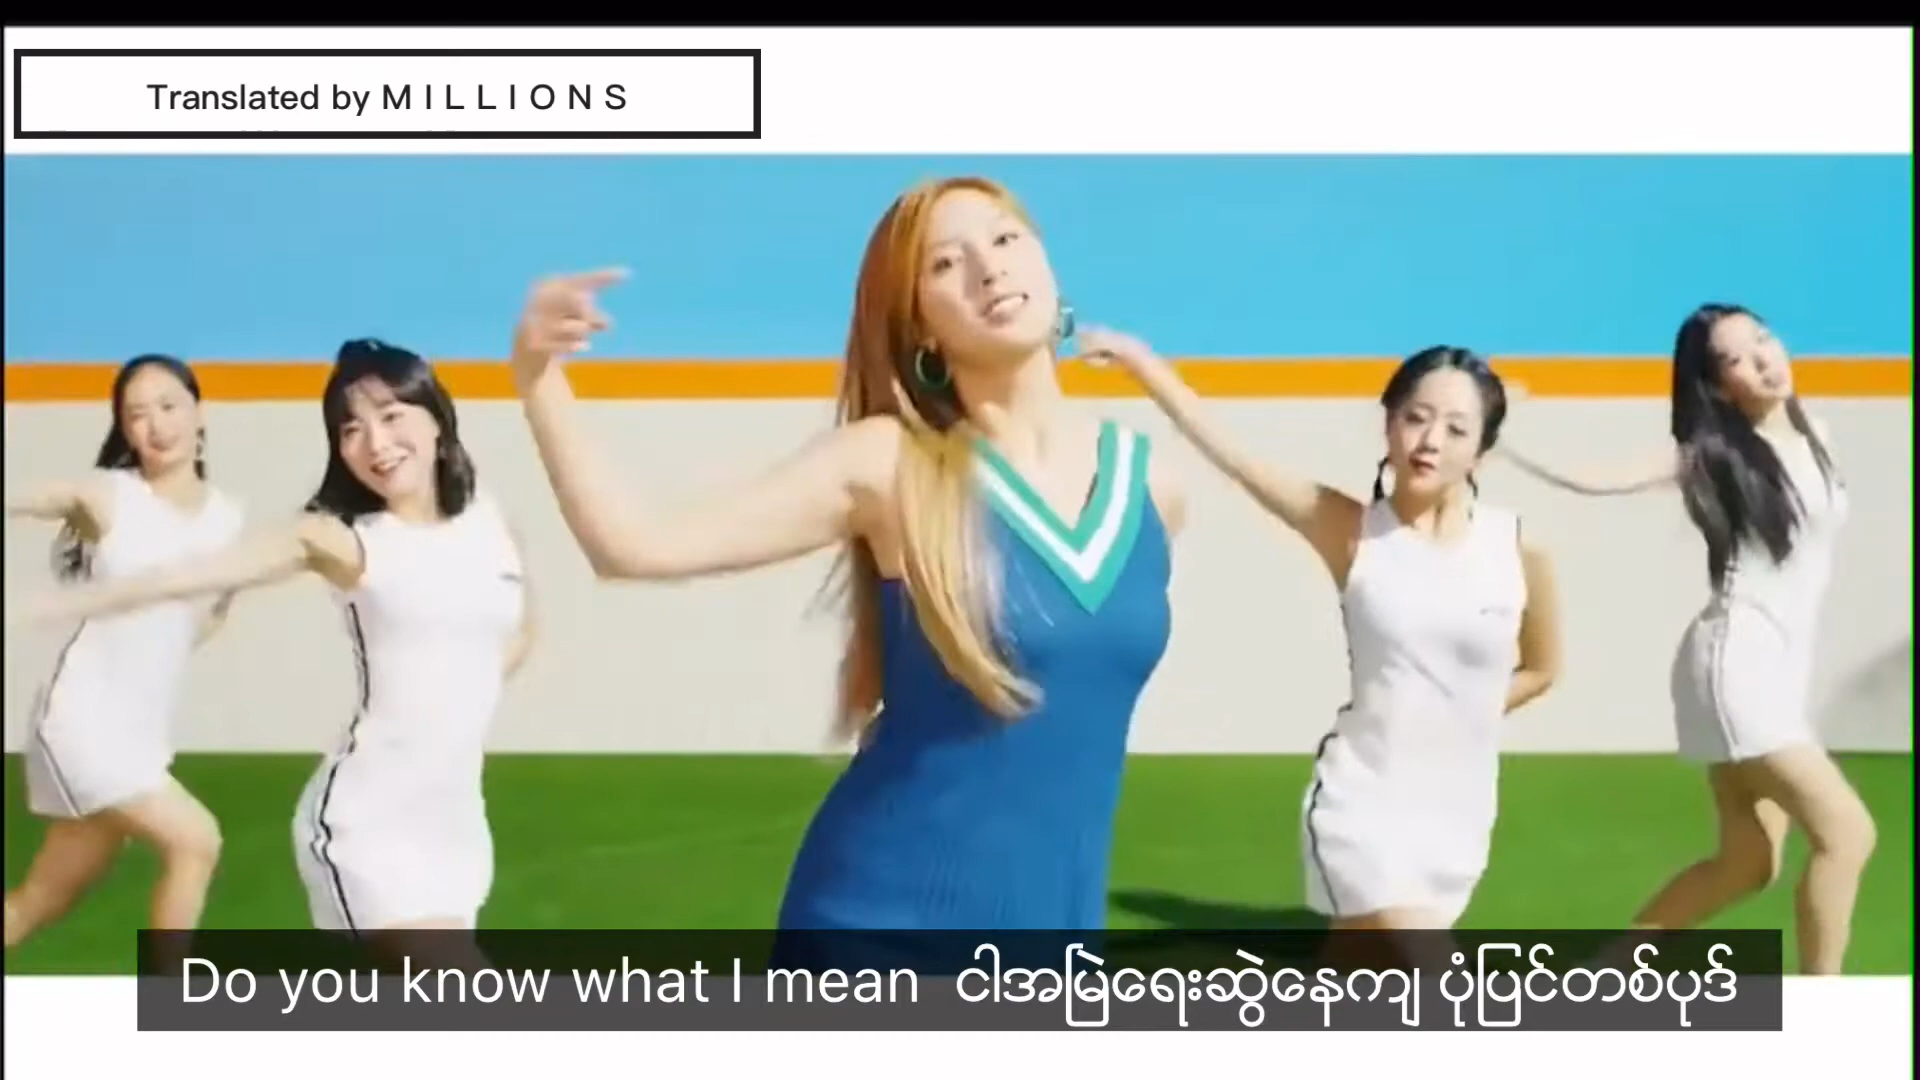 Translated by M I L L I O N S
Do you know what I mean ငါအမြဲရေးဆွဲနေကျ ပုံပြင်တစ်ပုဒ်